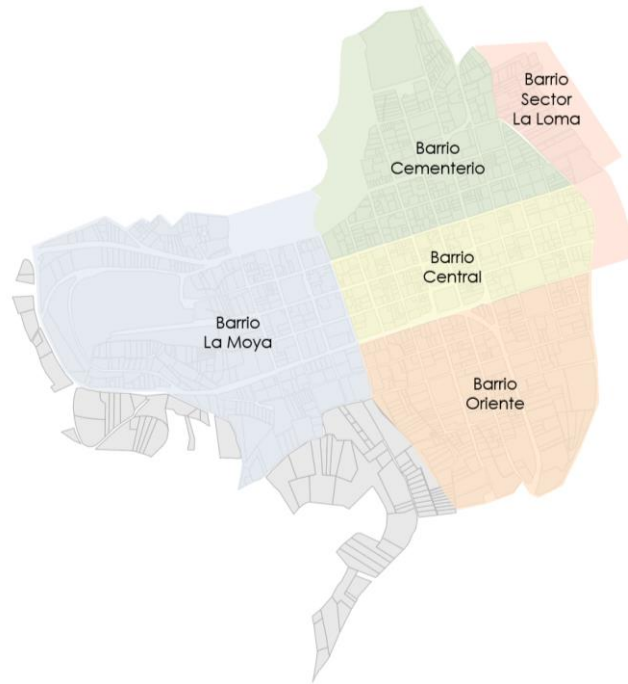 Barrio
Sector
La Loma
Barrio
Cementerio
Barrio
Central
Barrio
La Moya
Barrio
Oriente